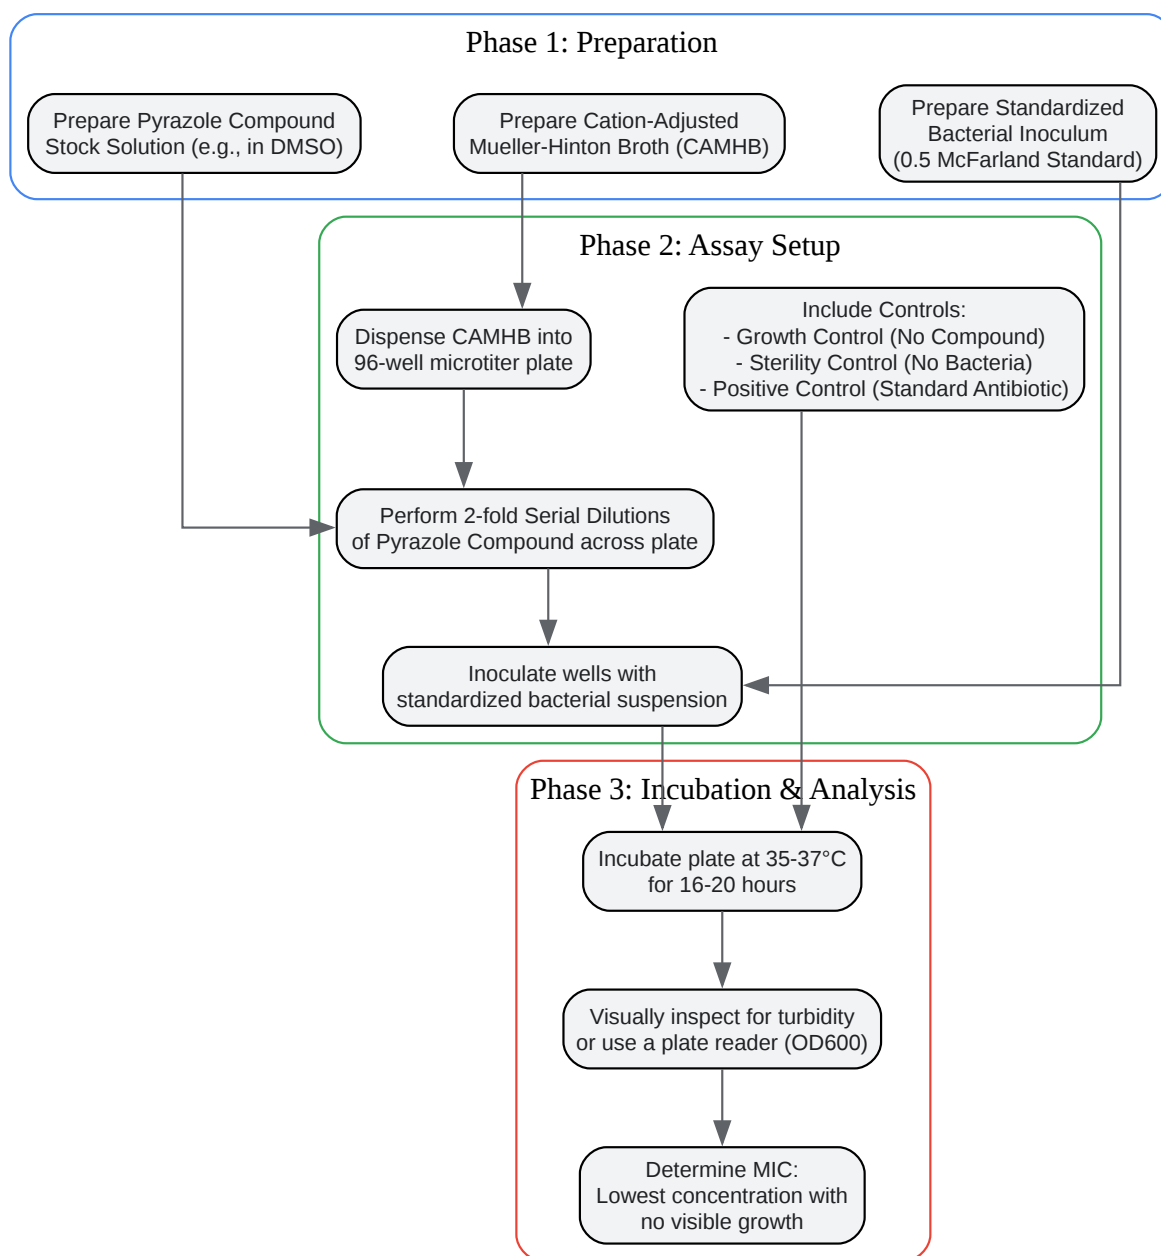 Phase 1: Preparation
Prepare Pyrazole Compound
Stock Solution (e.g., in DMSO)
Prepare Cation-Adjusted
Mueller-Hinton Broth (CAMHB)
Prepare Standardized
Bacterial Inoculum
(0.5 McFarland Standard)
Phase 2: Assay Setup
Dispense CAMHB into
96-well microtiter plate
Include Controls:
- Growth Control (No Compound)
- Sterility Control (No Bacteria)
- Positive Control (Standard Antibiotic)
Perform 2-fold Serial Dilutions
of Pyrazole Compound across plate
Inoculate wells with
standardized bacterial suspension
Phase 3: Incubation & Analysis
Incubate plate at 35-37°C
for 16-20 hours
Visually inspect for turbidity
or use a plate reader (OD600)
Determine MIC:
Lowest concentration with
no visible growth